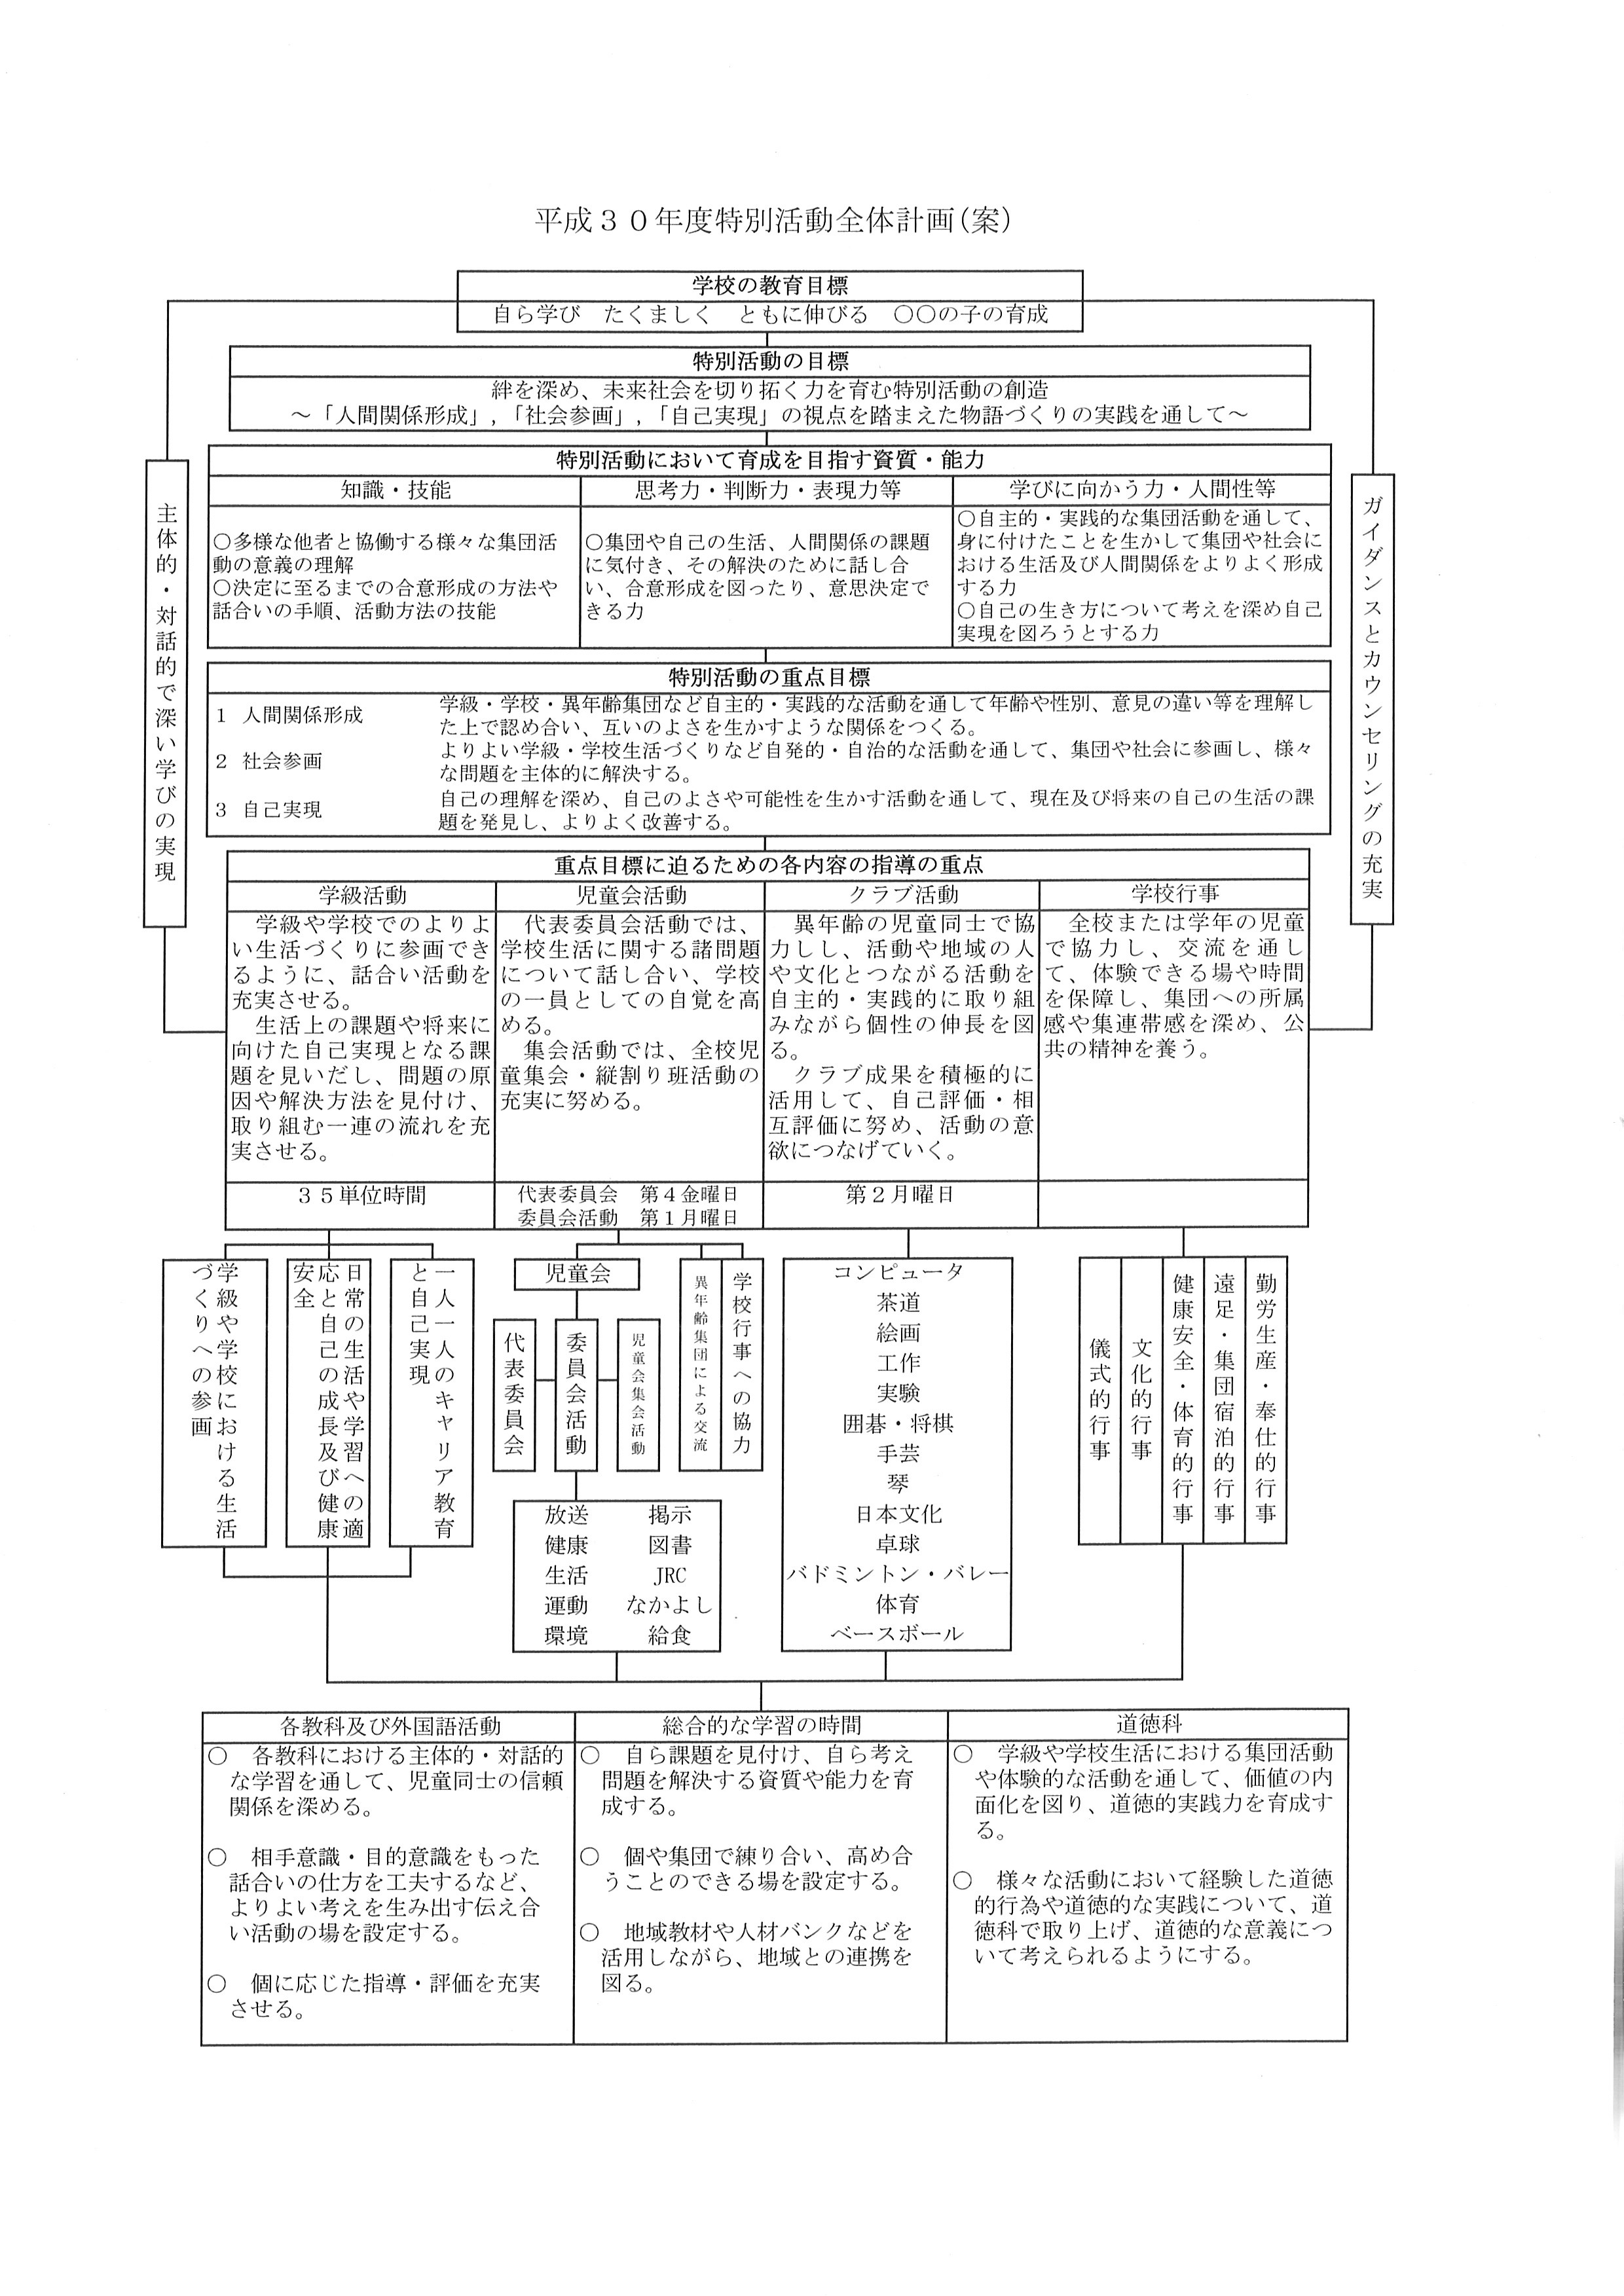 平成３０年度特別活動全体計画（案）
学校の教育目標
自ら学び　たくましく　ともに伸びる　〇〇の子の育成
特別活動の目標
絆を深め、未来社会を切り拓く力を育む特別活動の創造
～「人間関係形成」，「社会参画」，「自己実現」の視点を踏まえた物語づくりの実践を通して～
主体的・対話的で深い学びの実現
ガイダンスとカウンセリングの充実
特別活動において育成を目指す資質・能力
知識・技能
〇多様な他者と協働する様々な集団活
動の意義の理解
〇決定に至るまでの合意形成の方法や
話合いの手順、活動方法の技能
思考力・判断力・表現力等
〇集団や自己の生活、人間関係の課題
に気付き、その解決のために話し合
い、合意形成を図ったり、意思決定で
きる力
学びに向かう力・人間性等
〇自主的・実践的な集団活動を通して、
身に付けたことを生かして集団や社会に
おける生活及び人間関係をよりよく形成
する力
〇自己の生き方について考えを深め自己
実現を図ろうとする力
特別活動の重点目標
1　人間関係形成
学級・学校・異年齢集団など自主的・実践的な活動を通して年齢や性別、意見の違い等を理解し
た上で認め合い、互いのよさを生かすような関係をつくる。
2　社会参画
よりよい学級・学校生活づくりなど自発的・自治的な活動を通して、集団や社会に参画し、様々
な問題を主体的に解決する。
3　自己実現
自己の理解を深め、自己のよさや可能性を生かす活動を通して、現在及び将来の自己の生活の課
題を発見し、よりよく改善する。
重点目標に迫るための各内容の指導の重点
学級活動
学級や学校でのよりよ
い生活づくりに参画でき
るように、話合い活動を
充実させる。
生活上の課題や将来に
向けた自己実現となる課
題を見いだし、問題の原
因や解決方法を見付け、
取り組む一連の流れを充
実させる。
３５単位時間
児童会活動
代表委員会活動では、
学校生活に関する諸問題
について話し合い、学校
の一員としての自覚を高
める。
集会活動では、全校児
童集会・縦割り班活動の
充実に努める。
代表委員会　第４金曜日
委員会活動　第１月曜日
クラブ活動
異年齢の児童同士で協
力しし、活動や地域の人
や文化とつながる活動を
自主的・実践的に取り組
みながら個性の伸長を図
る。
クラブ成果を積極的に
活用して、自己評価・相
互評価に努め、活動の意
欲につなげていく。
第２月曜日
学校行事
全校または学年の児童
で協力し、交流を通し
て、体験できる場や時間
を保障し、集団への所属
感や集連帯感を深め、公
共の精神を養う。
学級や学校における生活
づくりへの参画
日常の生活や学習への適
応と自己の成長及び健康
安全
一人一人のキャリア教育
と自己実現
児童会
代表委員会
委員会活動
児童会集会活動
異年齢集団による交流
学校行事への協力
放送　掲示
健康　図書
生活　JRC
運動　なかよし
環境　給食
コンピュータ
茶道
絵画
工作
実験
囲碁・将棋
手芸
琴
日本文化
卓球
バドミントン・バレー
体育
ベースボール
儀式的行事
文化的行事
健康安全・体育的行事
遠足・集団宿泊的行事
勤労生産・奉仕的行事
各教科及び外国語活動
〇　各教科における主体的・対話的
な学習を通して、児童同士の信頼
関係を深める。
〇　相手意識・目的意識をもった
話合いの仕方を工夫するなど、
よりよい考えを生み出す伝え合
い活動の場を設定する。
〇　個に応じた指導・評価を充実
させる。
総合的な学習の時間
〇　自ら課題を見付け、自ら考え
問題を解決する資質や能力を育
成する。
〇　個や集団で練り合い、高め合
うことのできる場を設定する。
〇　地域教材や人材バンクなどを
活用しながら、地域との連携を
図る。
道徳科
〇　学級や学校生活における集団活動
や体験的な活動を通して、価値の内
面化を図り、道徳的実践力を育成す
る。
〇　様々な活動において経験した道徳
的行為や道徳的な実践について、道
徳科で取り上げ、道徳的な意義につ
いて考えられるようにする。